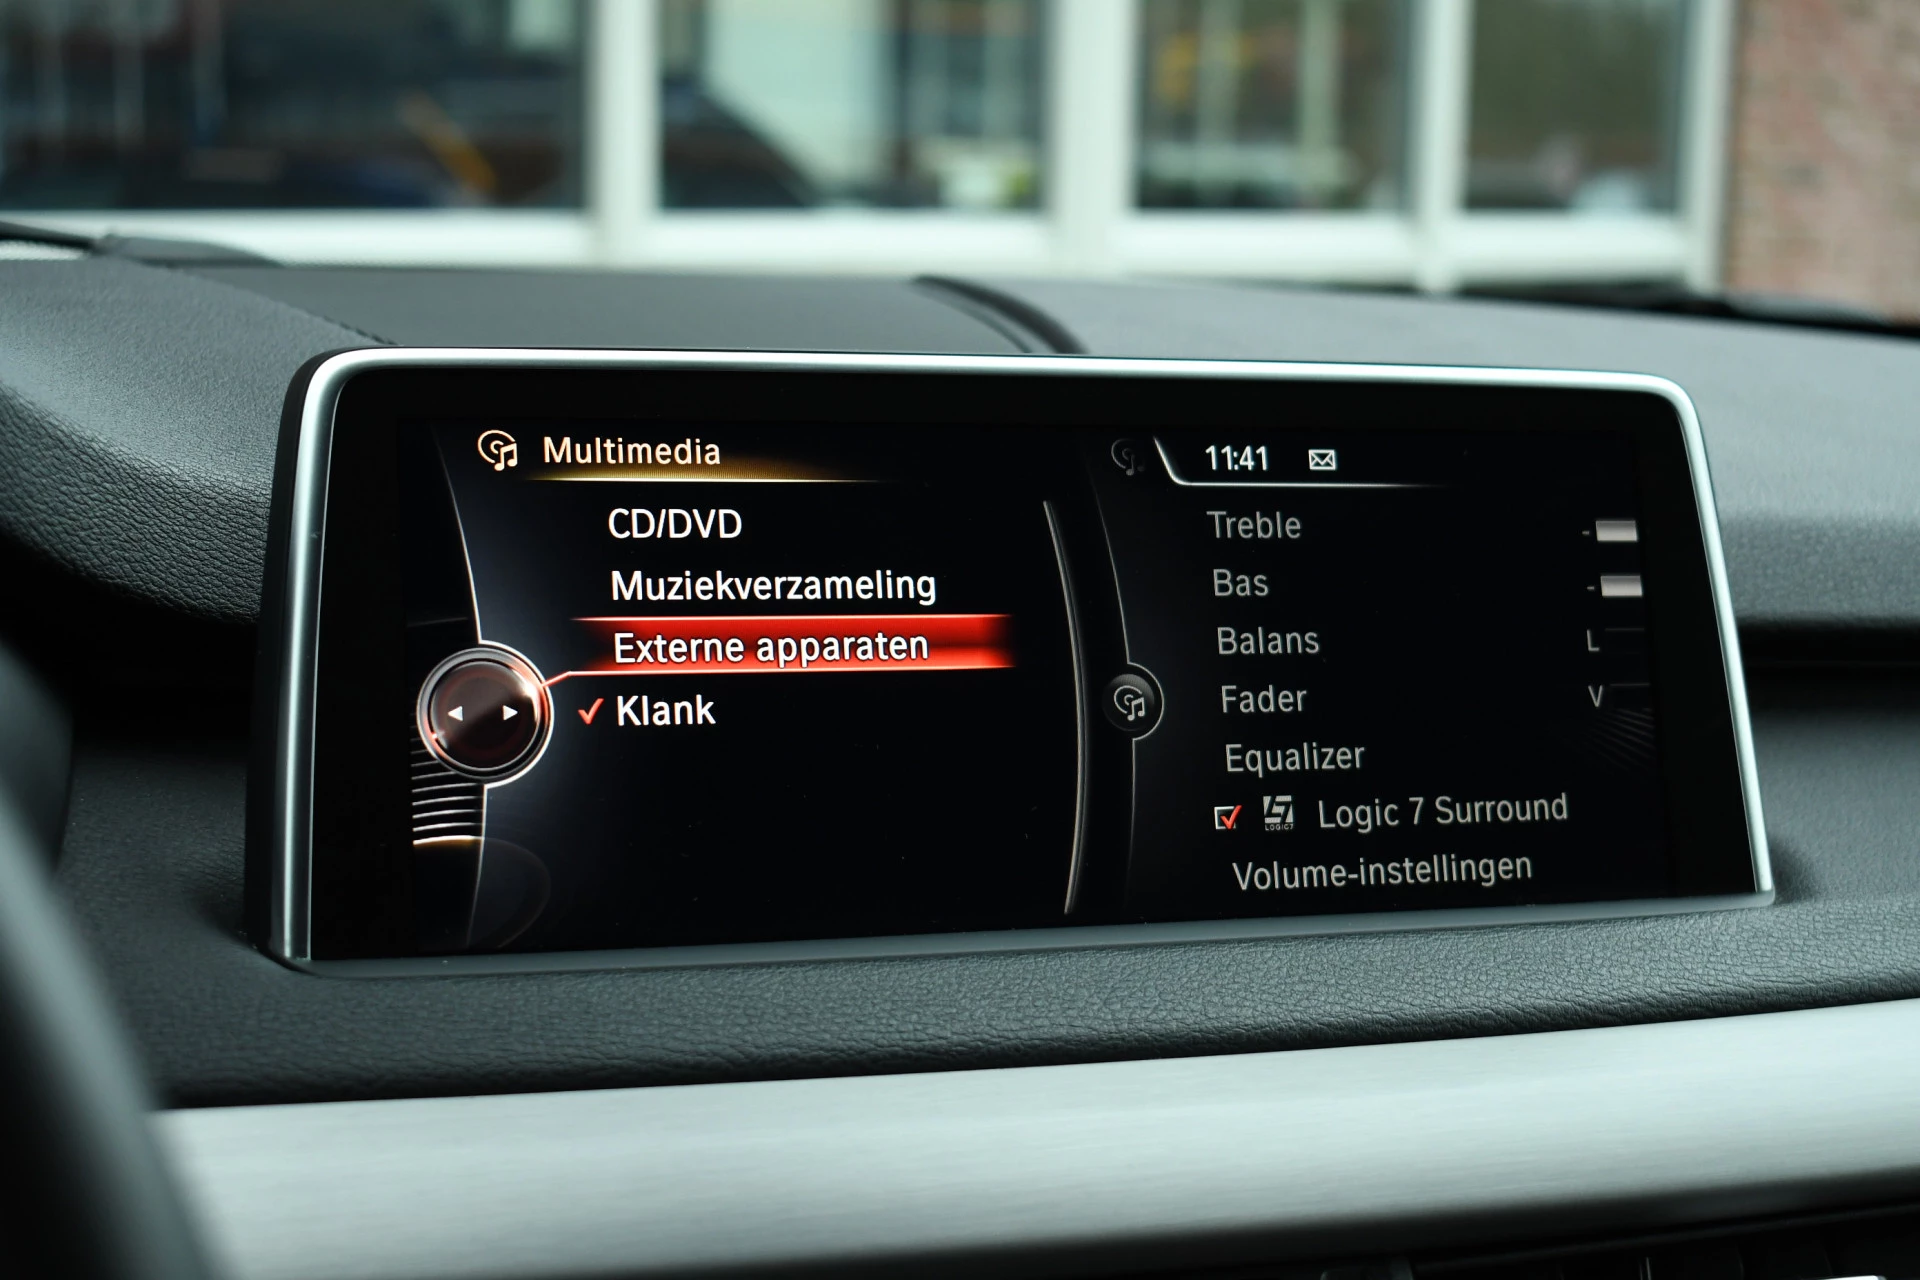 Multimedia
CD/DVD
Muziekverzameling
Externe apparaten
Klank
11:41
Treble -
Bas -
Balans L
Fader V
Equalizer
LOGIC7 Logic 7 Surround
Volume-instellingen